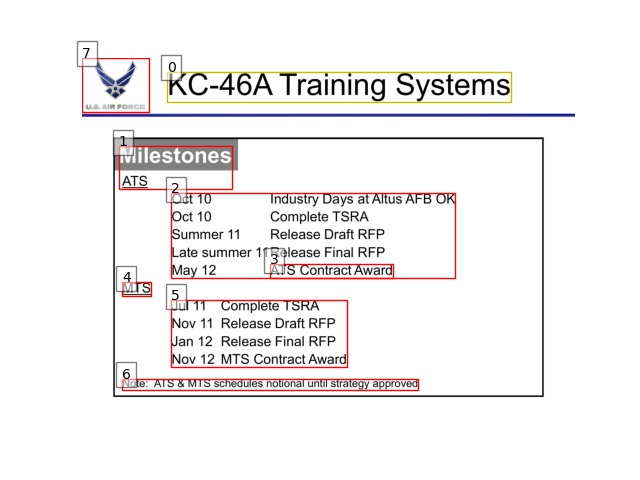 7
U.S. AIR FORCE
0
KC-46A Training Systems
1
Milestones
ATS
2
Oct 10 Industry Days at Altus AFB OK
Oct 10 Complete TSRA
Summer 11 Release Draft RFP
Late summer 11 Release Final RFP
3
May 12 ATS Contract Award
4
MTS
5
Jul 11 Complete TSRA
Nov 11 Release Draft RFP
Jan 12 Release Final RFP
Nov 12 MTS Contract Award
6
Note: ATS & MTS schedules notional until strategy approved